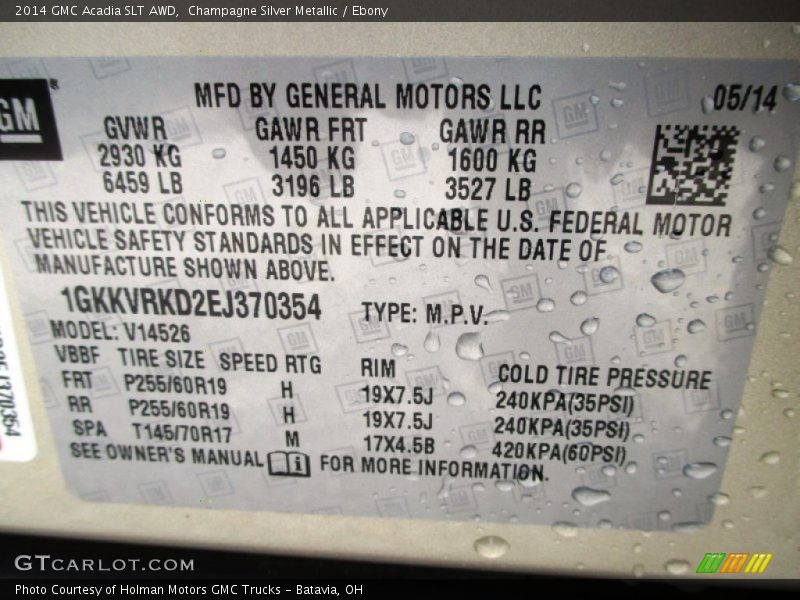 2014 GMC Acadia SLT AWD,  Champagne Silver Metallic / Ebony
GM
MFD BY GENERAL MOTORS LLC 05/14
GVWR GAWR FRT GAWR RR
2930 KG 1450 KG 1600 KG
6459 LB 3196 LB 3527 LB
THIS VEHICLE CONFORMS TO ALL APPLICABLE U.S. FEDERAL MOTOR
VEHICLE SAFETY STANDARDS IN EFFECT ON THE DATE OF
MANUFACTURE SHOWN ABOVE.
1GKKVRKD2EJ370354 TYPE: M.P.V.
MODEL: V14526
VBBF TIRE SIZE SPEED RTG RIM COLD TIRE PRESSURE
FRT P255/60R19 H 19X7.5J 240KPA(35PSI)
RR P255/60R19 H 19X7.5J 240KPA(35PSI)
SPA T145/70R17 M 17X4.5B 420KPA(60PSI)
SEE OWNER'S MANUAL i FOR MORE INFORMATION.
GTCARLOT.COM
Photo Courtesy of Holman Motors GMC Trucks - Batavia, OH